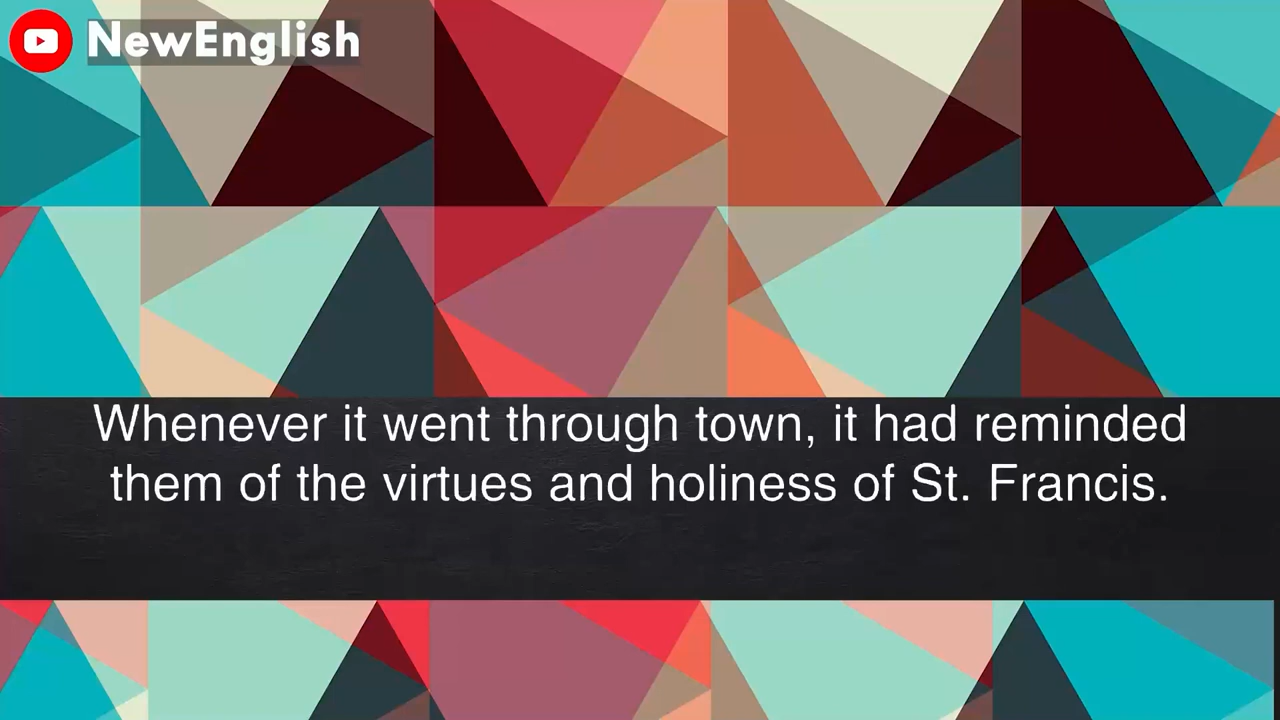 NewEnglish
Whenever it went through town, it had reminded
them of the virtues and holiness of St. Francis.